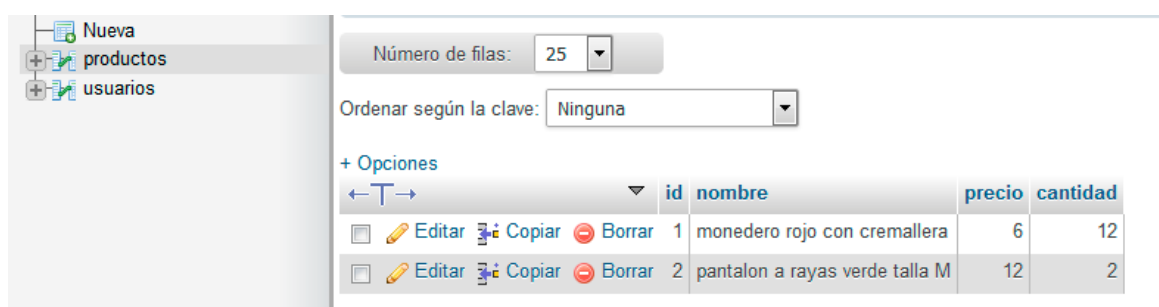 Nueva
productos
usuarios
Número de filas: 25
Ordenar según la clave: Ninguna
+ Opciones
←T→ id nombre precio cantidad
Editar Copiar Borrar 1 monedero rojo con cremallera 6 12
Editar Copiar Borrar 2 pantalon a rayas verde talla M 12 2